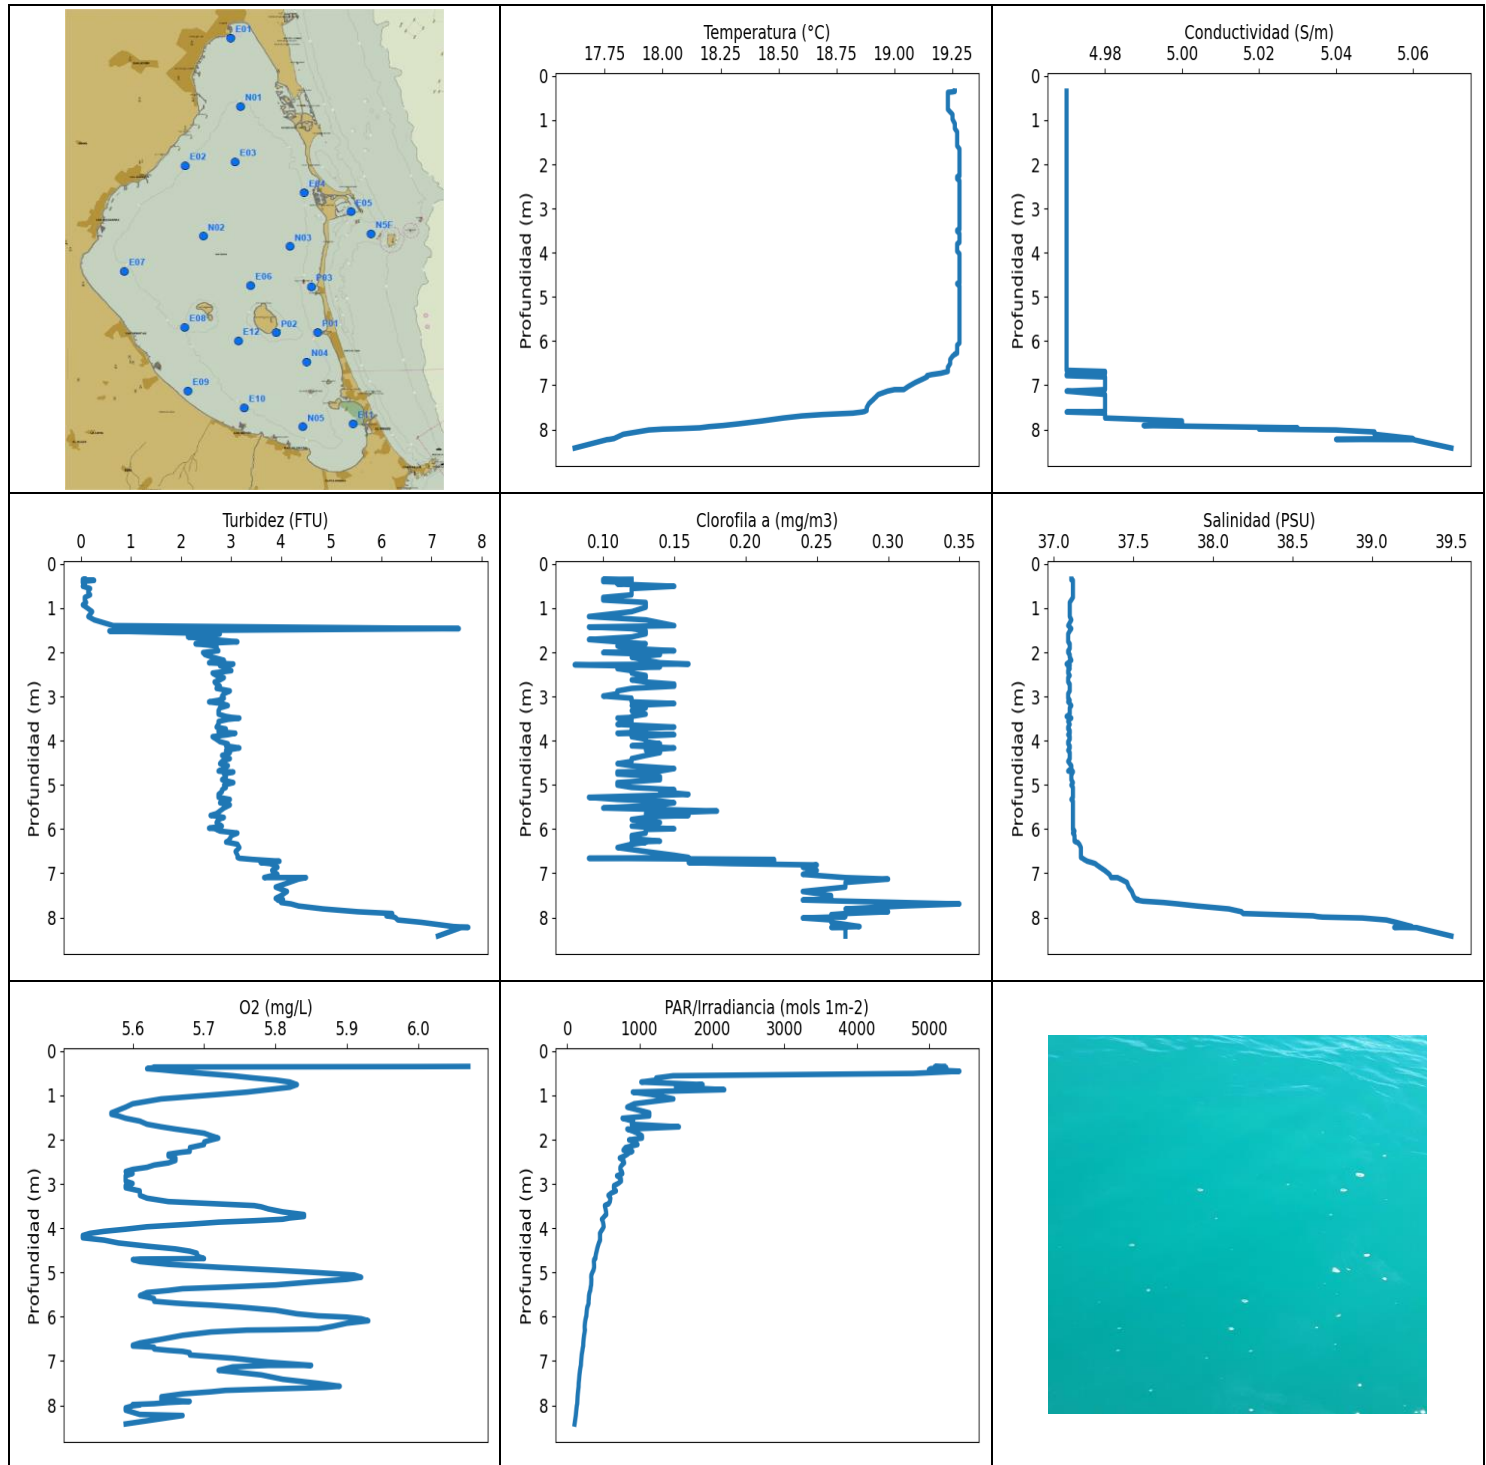 E01
N01
E02
E03
E04
E05
N5F
N02
N03
E07
E06
P03
E08
P02
P01
E12
N04
E09
E10
N05
E11
Temperatura (°C)
17.75 18.00 18.25 18.50 18.75 19.00 19.25
0
1
2
3
4
5
6
7
8
Profundidad (m)
Conductividad (S/m)
4.98 5.00 5.02 5.04 5.06
0
1
2
3
4
5
6
7
8
Profundidad (m)
Turbidez (FTU)
0 1 2 3 4 5 6 7 8
0
1
2
3
4
5
6
7
8
Profundidad (m)
Clorofila a (mg/m3)
0.10 0.15 0.20 0.25 0.30 0.35
0
1
2
3
4
5
6
7
8
Profundidad (m)
Salinidad (PSU)
37.0 37.5 38.0 38.5 39.0 39.5
0
1
2
3
4
5
6
7
8
Profundidad (m)
O2 (mg/L)
5.6 5.7 5.8 5.9 6.0
0
1
2
3
4
5
6
7
8
Profundidad (m)
PAR/Irradiancia (mols 1m-2)
0 1000 2000 3000 4000 5000
0
1
2
3
4
5
6
7
8
Profundidad (m)